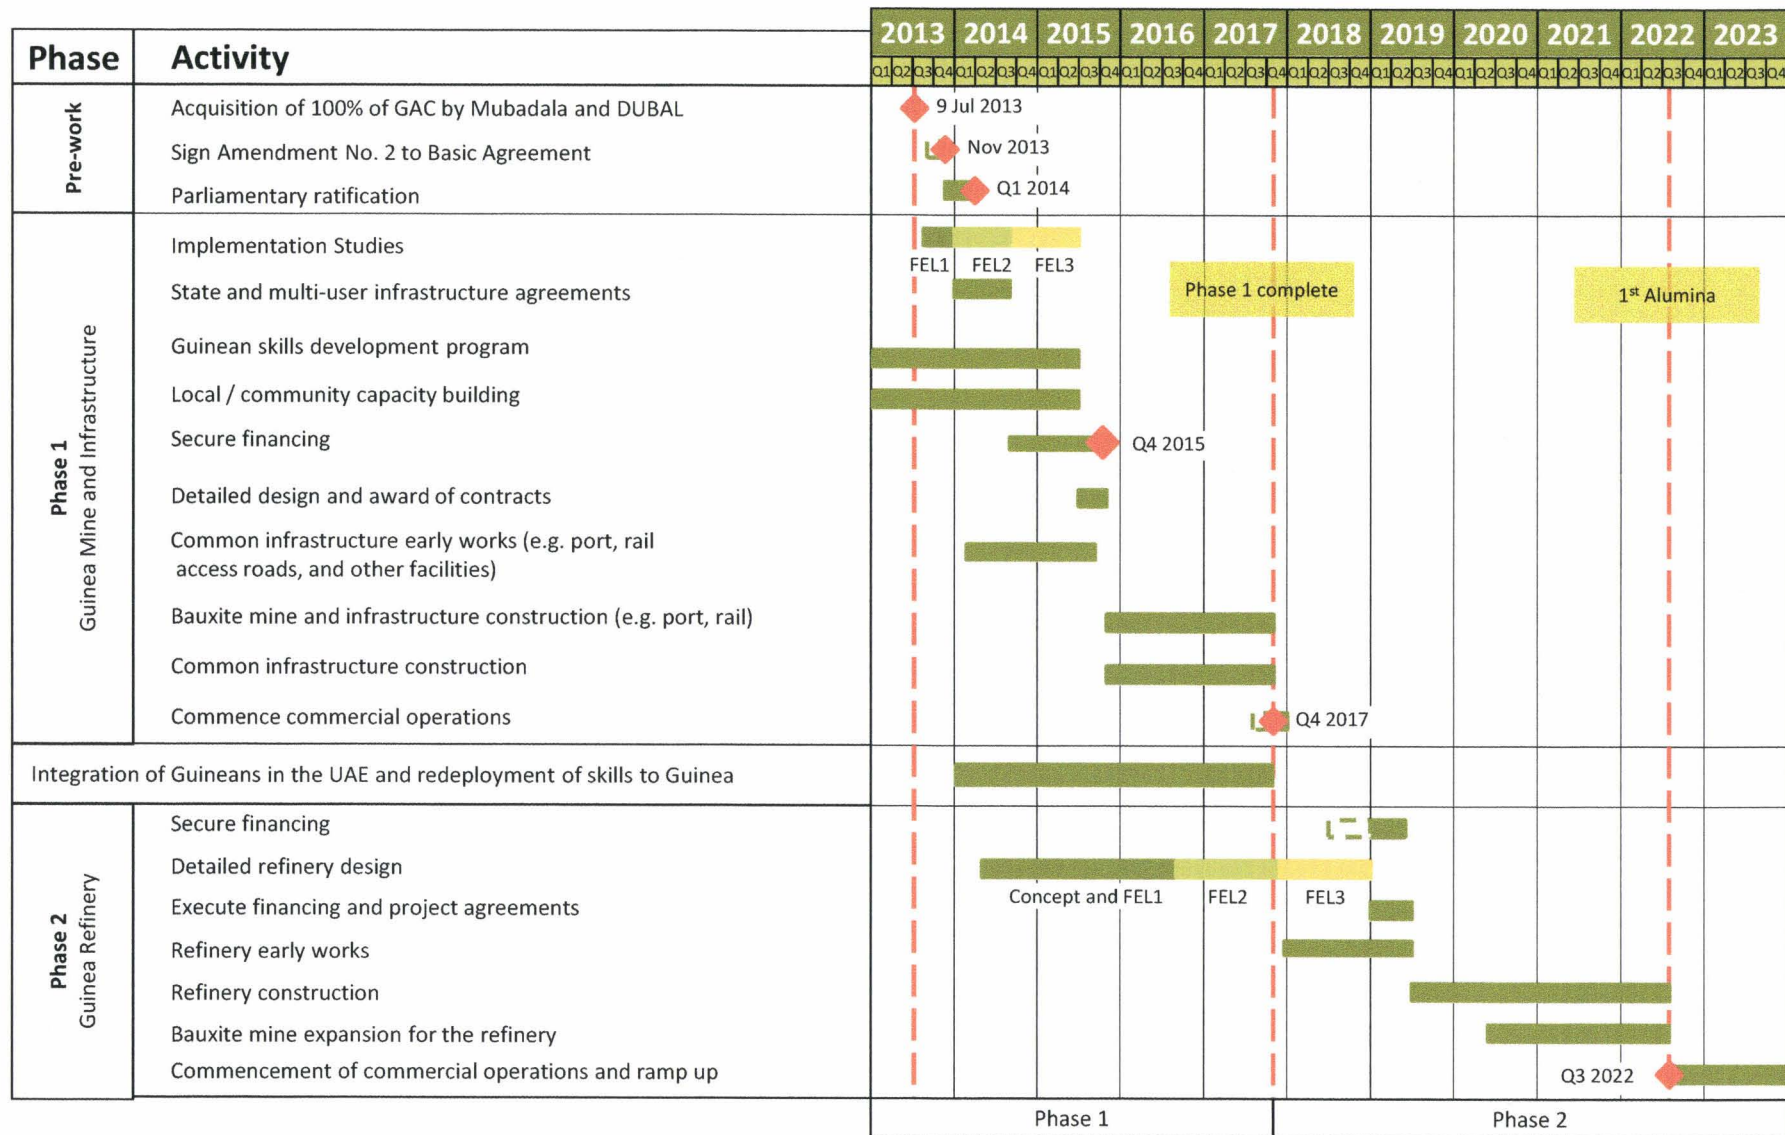 2013 2014 2015 2016 2017 2018 2019 2020 2021 2022 2023
Phase Activity
Q1 Q2 Q3 Q4 Q1 Q2 Q3 Q4 Q1 Q2 Q3 Q4 Q1 Q2 Q3 Q4 Q1 Q2 Q3 Q4 Q1 Q2 Q3 Q4 Q1 Q2 Q3 Q4 Q1 Q2 Q3 Q4 Q1 Q2 Q3 Q4 Q1 Q2 Q3 Q4 Q1 Q2 Q3 Q4
Pre-work
Acquisition of 100% of GAC by Mubadala and DUBAL
9 Jul 2013
Sign Amendment No. 2 to Basic Agreement
Nov 2013
Parliamentary ratification
Q1 2014
Phase 1
Guinea Mine and Infrastructure
Implementation Studies
FEL1 FEL2 FEL3
State and multi-user infrastructure agreements
Phase 1 complete
1st Alumina
Guinean skills development program
Local / community capacity building
Secure financing
Q4 2015
Detailed design and award of contracts
Common infrastructure early works (e.g. port, rail
access roads, and other facilities)
Bauxite mine and infrastructure construction (e.g. port, rail)
Common infrastructure construction
Commence commercial operations
Q4 2017
Integration of Guineans in the UAE and redeployment of skills to Guinea
Phase 2
Guinea Refinery
Secure financing
Detailed refinery design
Concept and FEL1 FEL2 FEL3
Execute financing and project agreements
Refinery early works
Refinery construction
Bauxite mine expansion for the refinery
Commencement of commercial operations and ramp up
Q3 2022
Phase 1 Phase 2